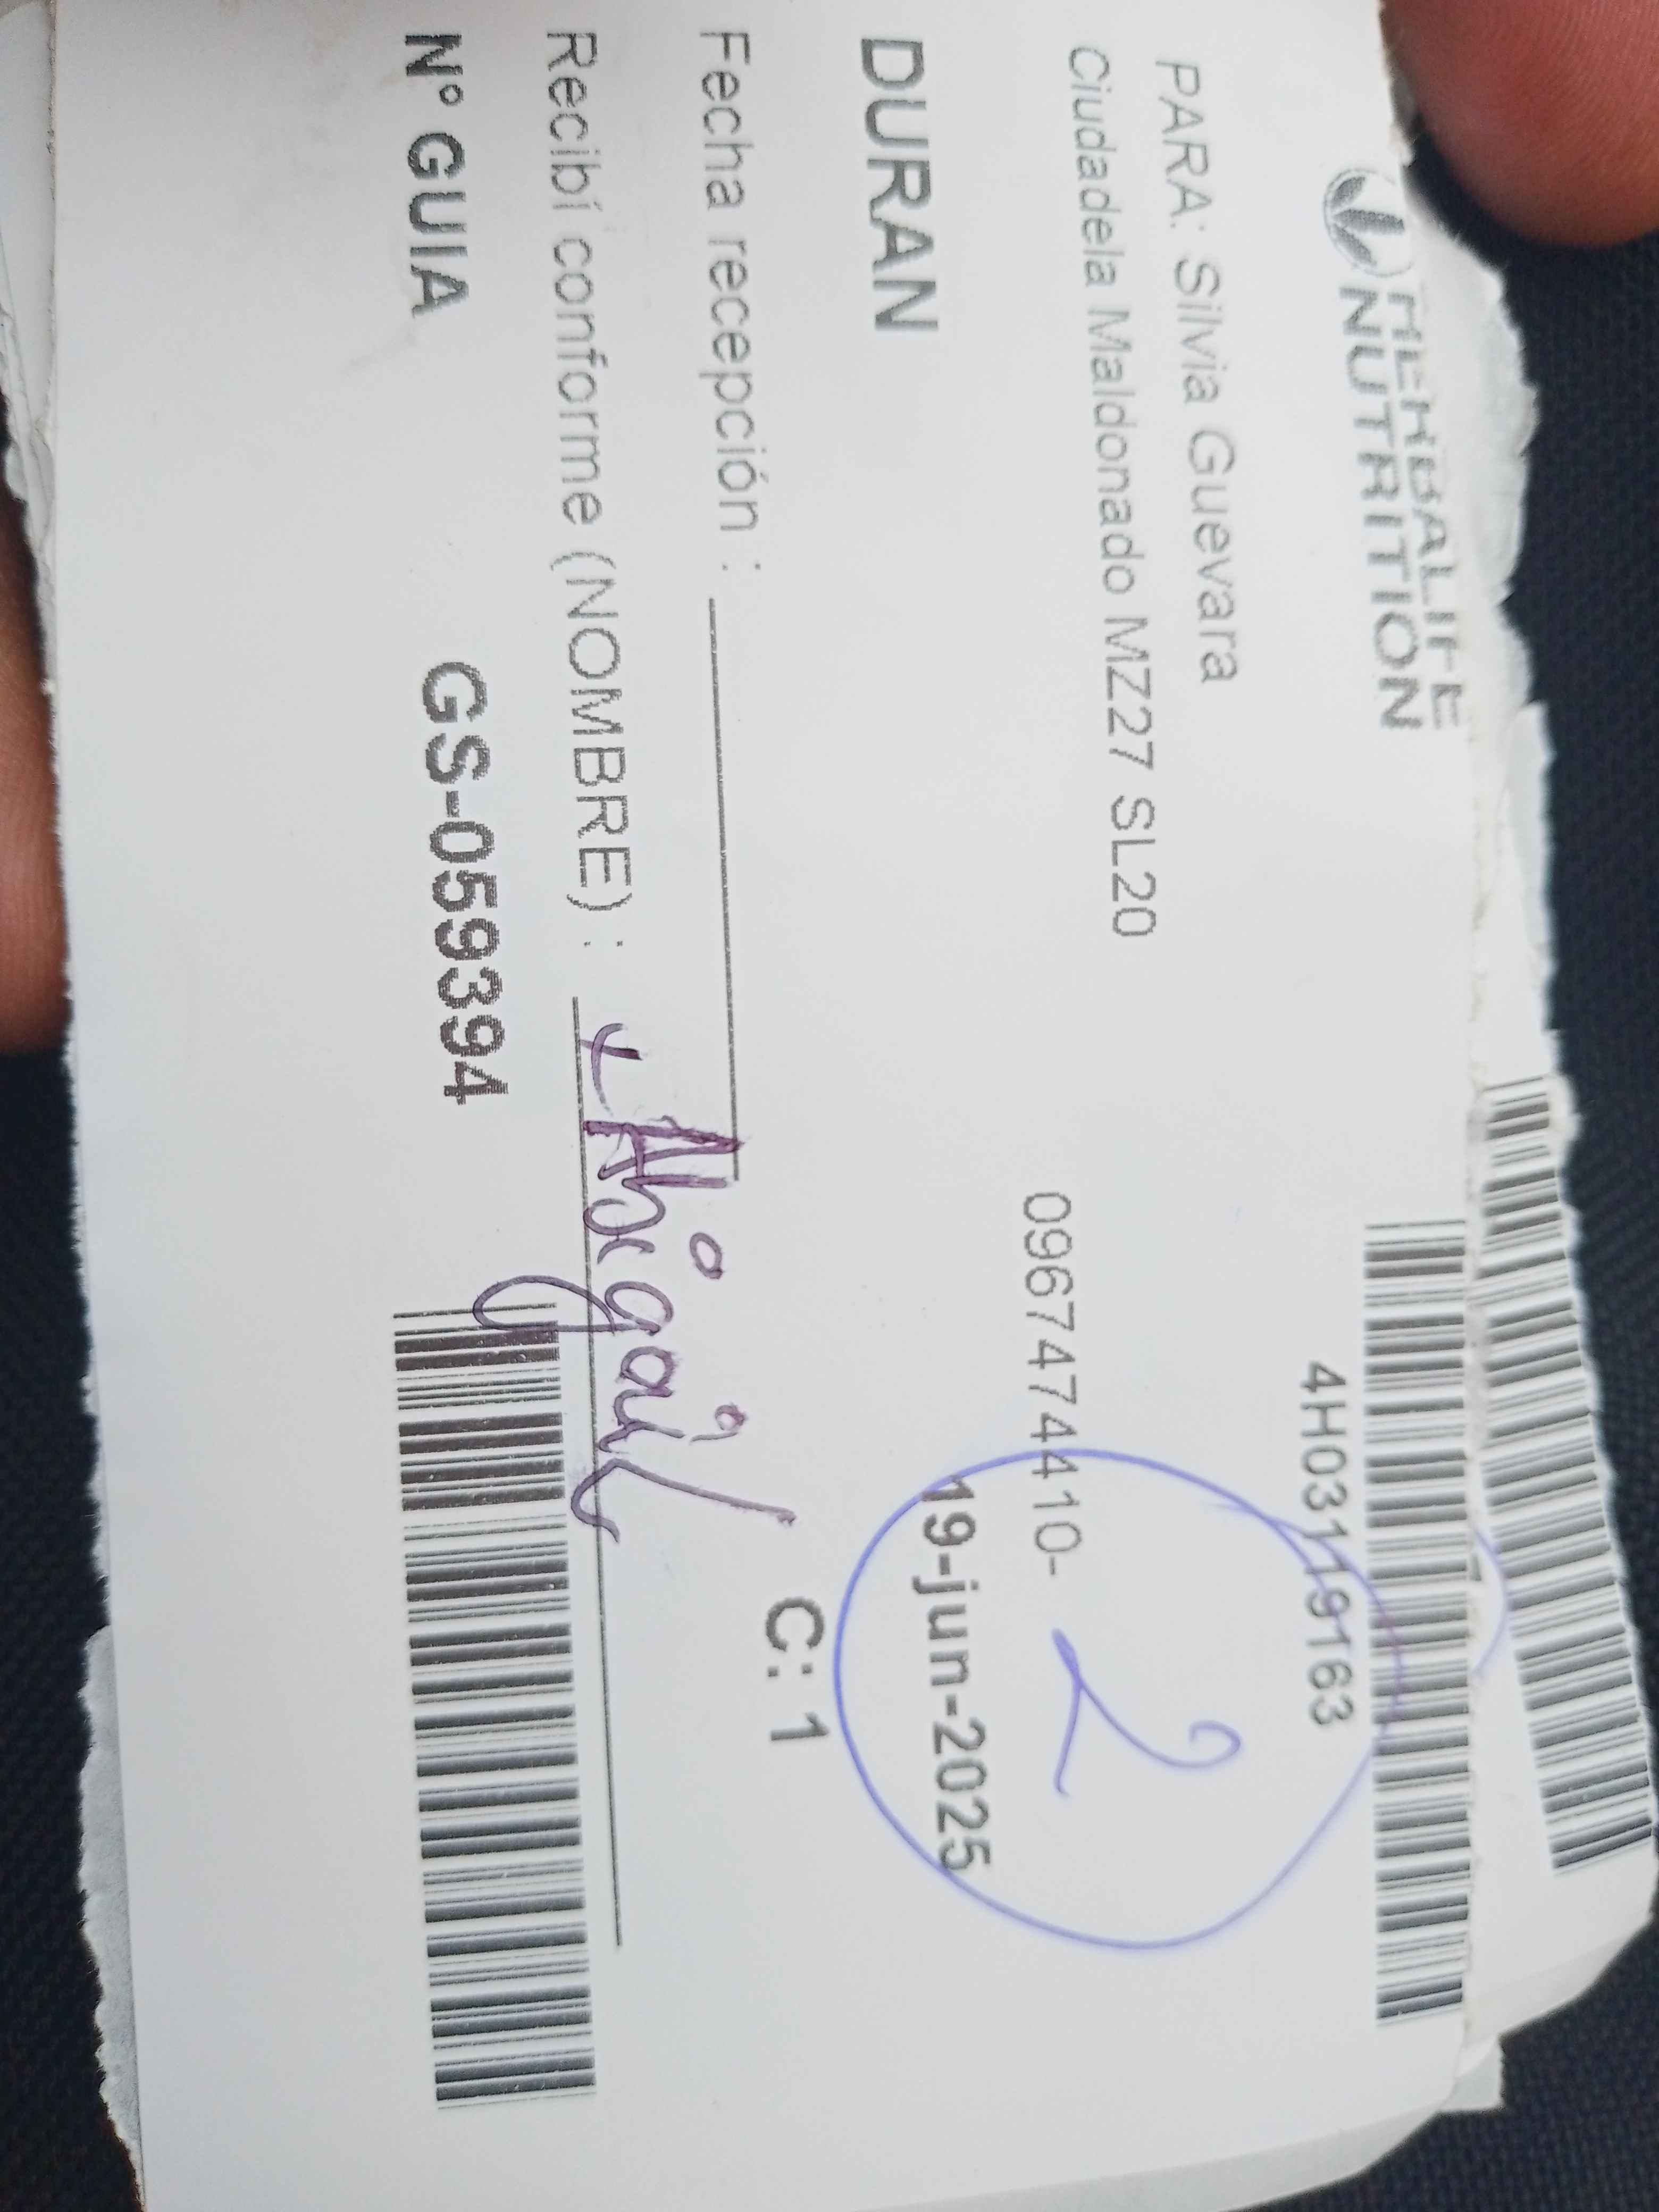 HERBALIFE
NUTRITION
4H03119163
PARA: Silvia Guevara
Ciudadela Maldonado MZ27 SL20
0967474410-
2
DURAN
19-jun-2025
Fecha recepción :
C: 1
Recibí conforme (NOMBRE) : Abigail
N° GUIA GS-059394